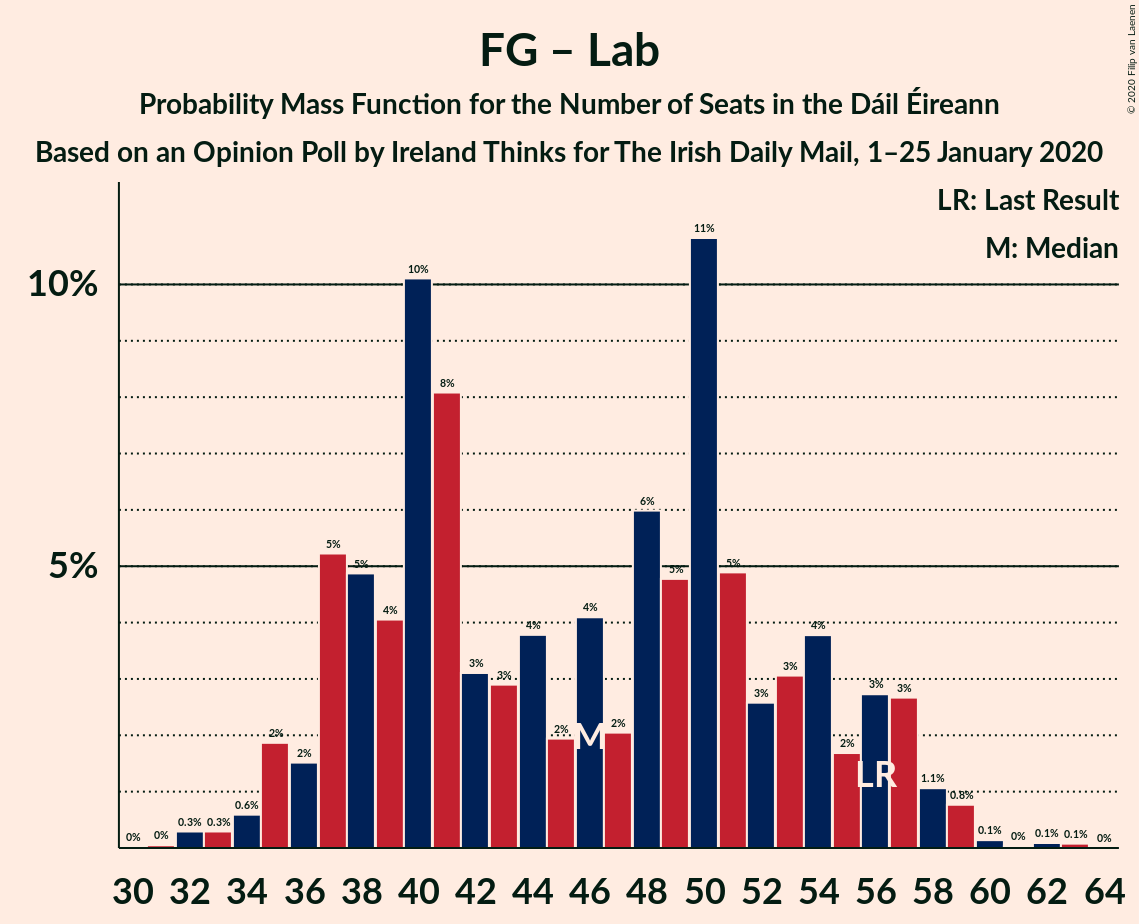 © 2020 Filip van Laenen
FG – Lab
Probability Mass Function for the Number of Seats in the Dáil Éireann
Based on an Opinion Poll by Ireland Thinks for The Irish Daily Mail, 1–25 January 2020
LR: Last Result
M: Median
10%
5%
0% 0% 0.3% 0.3% 0.6% 2% 2% 5% 5% 4% 10% 8% 3% 3% 4% 2% 4% 2% 6% 5% 11% 5% 3% 3% 4% 2% 3% 3% 1.1% 0.8% 0.1% 0% 0.1% 0.1% 0%
M
LR
30 32 34 36 38 40 42 44 46 48 50 52 54 56 58 60 62 64